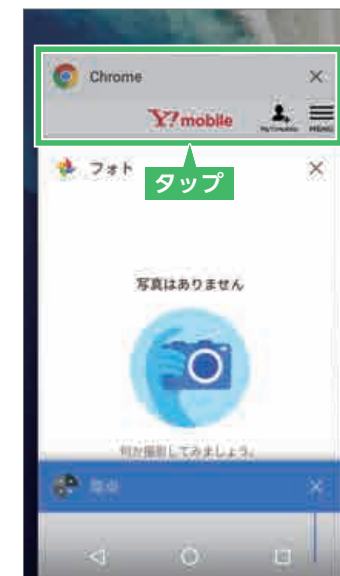 Chrome
Y!mobile
MENU
フォト
タップ
写真はありません
何か撮影してみましょう。